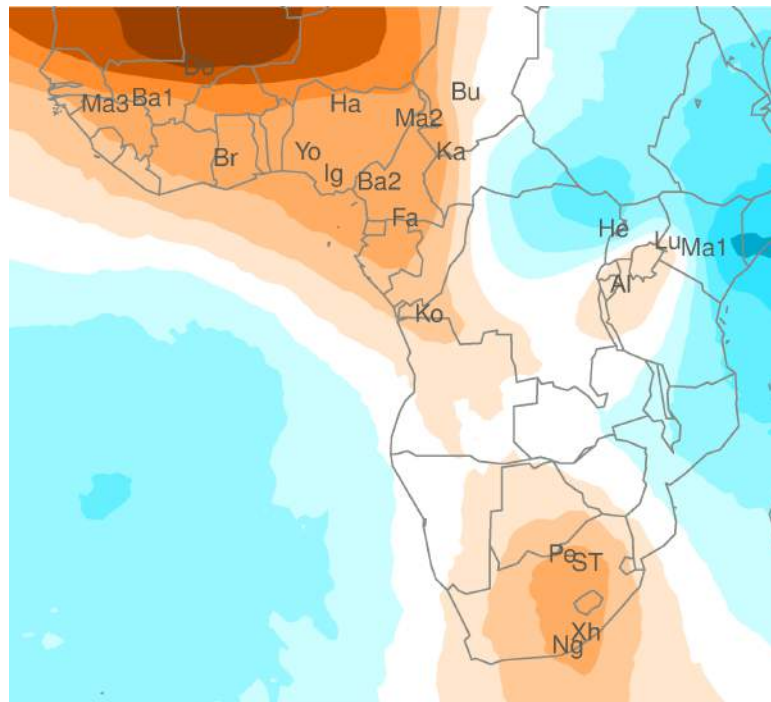 Do
Ma3 Ba1 Ha Bu
Ma2
Br Yo Ka
Ig
Ba2
Fa
He Lu Ma1
Al
Ko
Pe ST
Xh
Ng